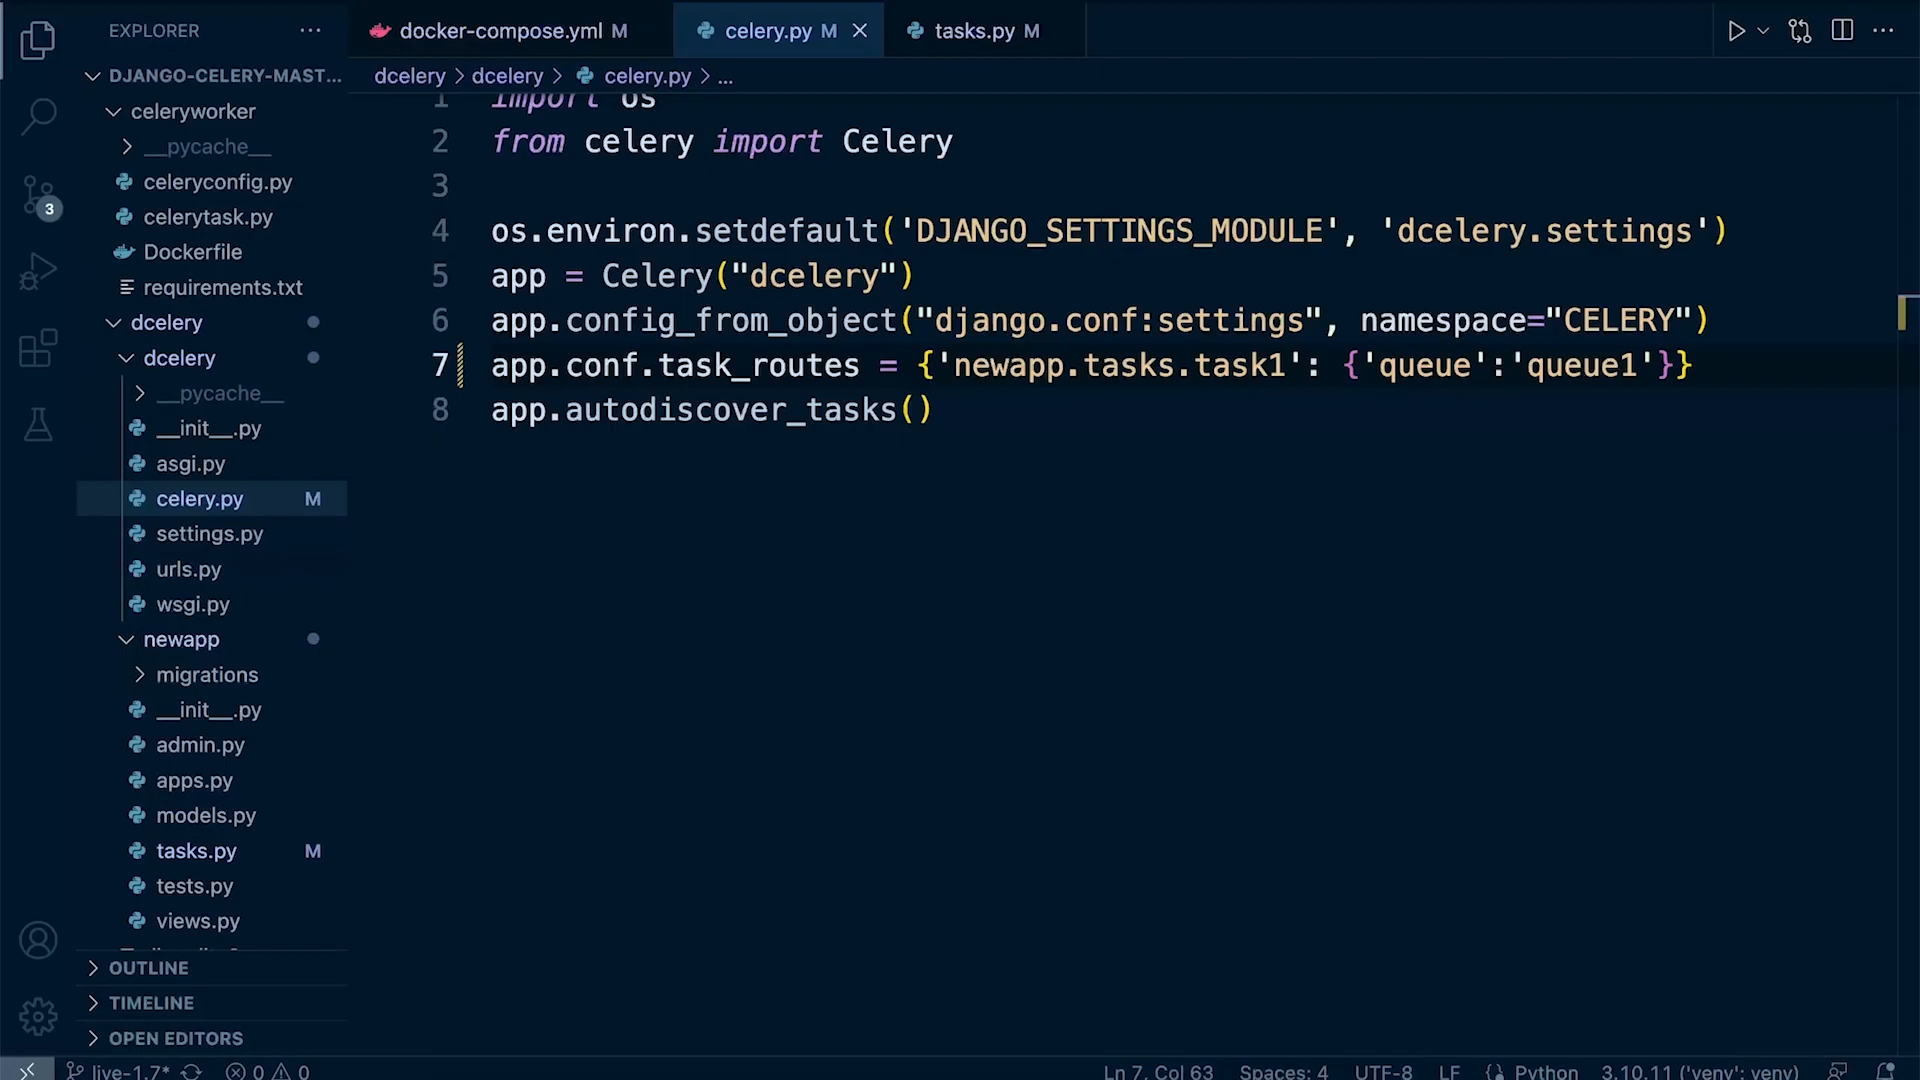 EXPLORER
docker-compose.yml M
celery.py M
tasks.py M
DJANGO-CELERY-MAST...
dcelery > dcelery > celery.py > ...
celeryworker
__pycache__
celeryconfig.py
celerytask.py
Dockerfile
requirements.txt
dcelery
dcelery
__pycache__
__init__.py
asgi.py
celery.py M
settings.py
urls.py
wsgi.py
newapp
migrations
__init__.py
admin.py
apps.py
models.py
tasks.py M
tests.py
views.py
OUTLINE
TIMELINE
OPEN EDITORS
3
1 import os
2 from celery import Celery
3
4 os.environ.setdefault('DJANGO_SETTINGS_MODULE', 'dcelery.settings')
5 app = Celery("dcelery")
6 app.config_from_object("django.conf:settings", namespace="CELERY")
7 app.conf.task_routes = {'newapp.tasks.task1': {'queue':'queue1'}}
8 app.autodiscover_tasks()
live-1.7* 0 0 Ln 7, Col 63 Spaces: 4 UTF-8 LF Python 3.10.11 ('venv': venv)